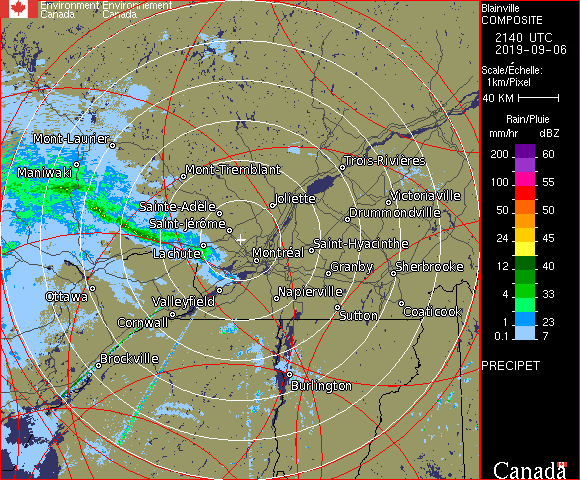 Environment Environnement
Canada Canada
Blainville
COMPOSITE
2140 UTC
2019-09-06
Scale/Échelle:
1km/Pixel
40 KM
Rain/Pluie
mm/hr dBZ
200 60
100 55
50 50
24 45
12 40
4 33
1 23
0.1 7
PRECIPET
Canada
Mont-Laurier
Maniwaki
Mont-Tremblant
Trois-Rivières
Sainte-Adèle
Joliette
Victoriaville
Drummondville
Saint-Jérôme
Lachute
Montréal
Saint-Hyacinthe
Granby
Sherbrooke
Ottawa
Valleyfield
Napierville
Cornwall
Sutton
Coaticook
Brockville
Burlington